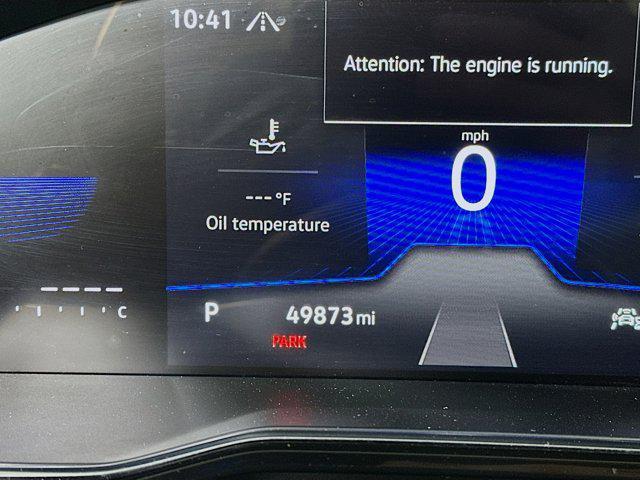 10:41
Attention: The engine is running.
mph
0
---°F
Oil temperature
----
C
P
49873 mi
PARK